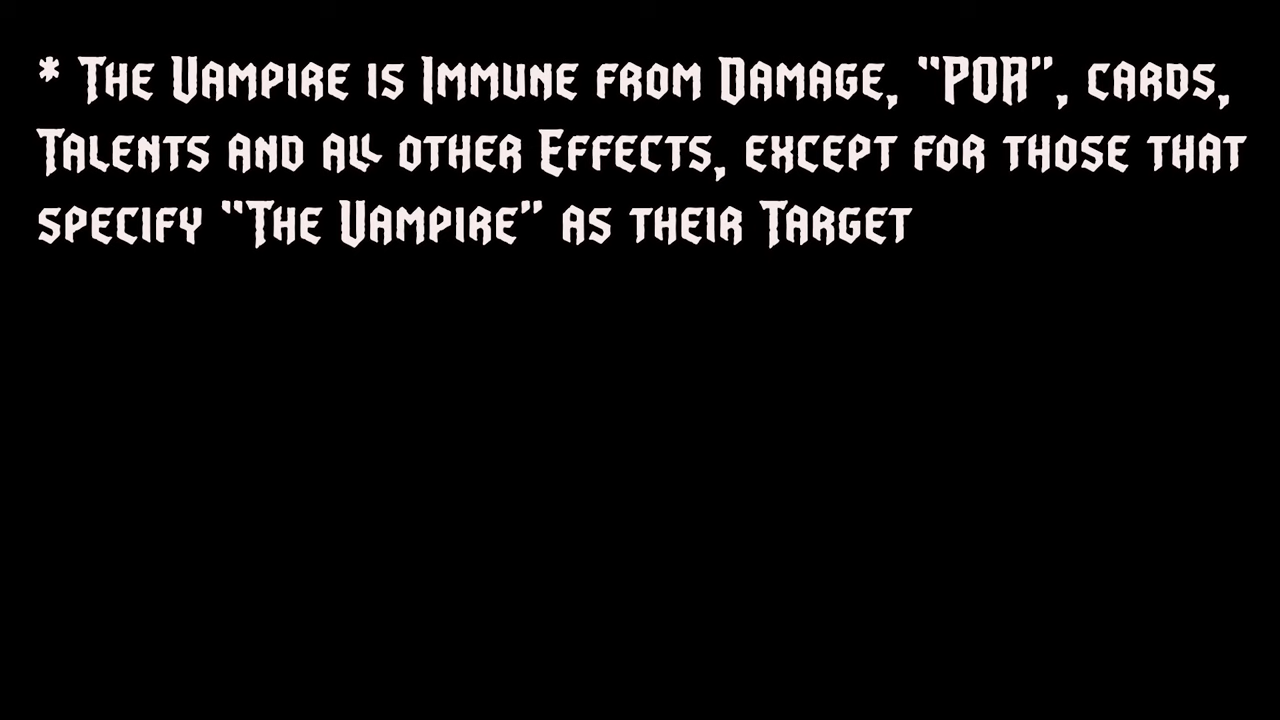 * The Vampire is Immune from Damage, “POA”, cards,
Talents and all other Effects, except for those that
specify “The Vampire” as their Target